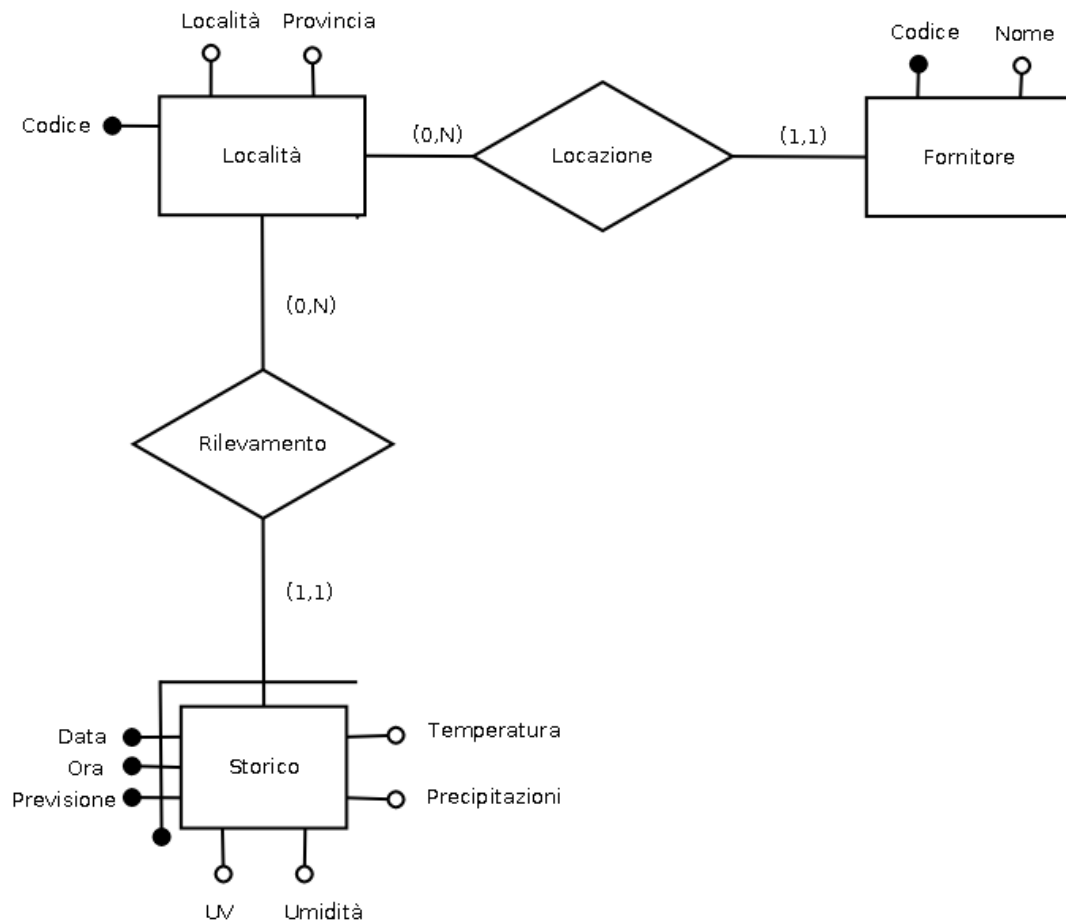 Località
Provincia
Codice
Nome
Codice
Località
(0,N)
Locazione
(1,1)
Fornitore
(0,N)
Rilevamento
(1,1)
Data
Ora
Previsione
Storico
Temperatura
Precipitazioni
UV
Umidità